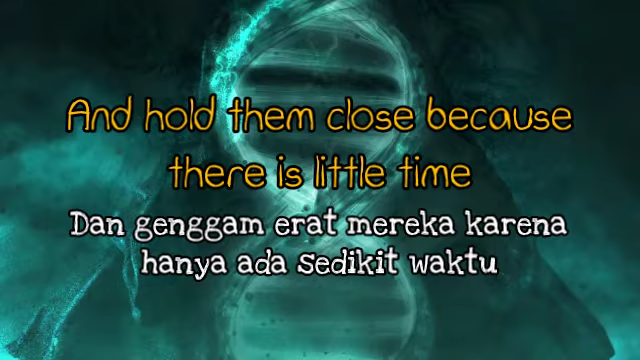 And hold them close because
there is little time
Dan genggam erat mereka karena
hanya ada sedikit waktu